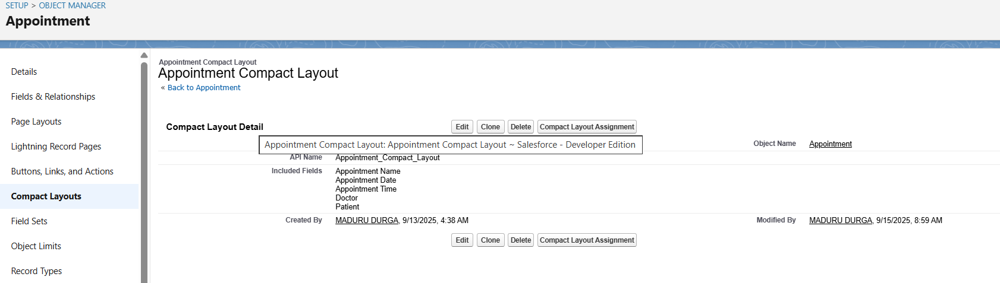 SETUP > OBJECT MANAGER
Appointment
Details
Fields & Relationships
Page Layouts
Lightning Record Pages
Buttons, Links, and Actions
Compact Layouts
Field Sets
Object Limits
Record Types
Appointment Compact Layout
Appointment Compact Layout
« Back to Appointment
Compact Layout Detail Edit Clone Delete Compact Layout Assignment
Appointment Compact Layout: Appointment Compact Layout ~ Salesforce - Developer Edition
Object Name Appointment
API Name Appointment_Compact_Layout
Included Fields Appointment Name
Appointment Date
Appointment Time
Doctor
Patient
Created By MADURU DURGA, 9/13/2025, 4:38 AM Modified By MADURU DURGA, 9/15/2025, 8:59 AM
Edit Clone Delete Compact Layout Assignment